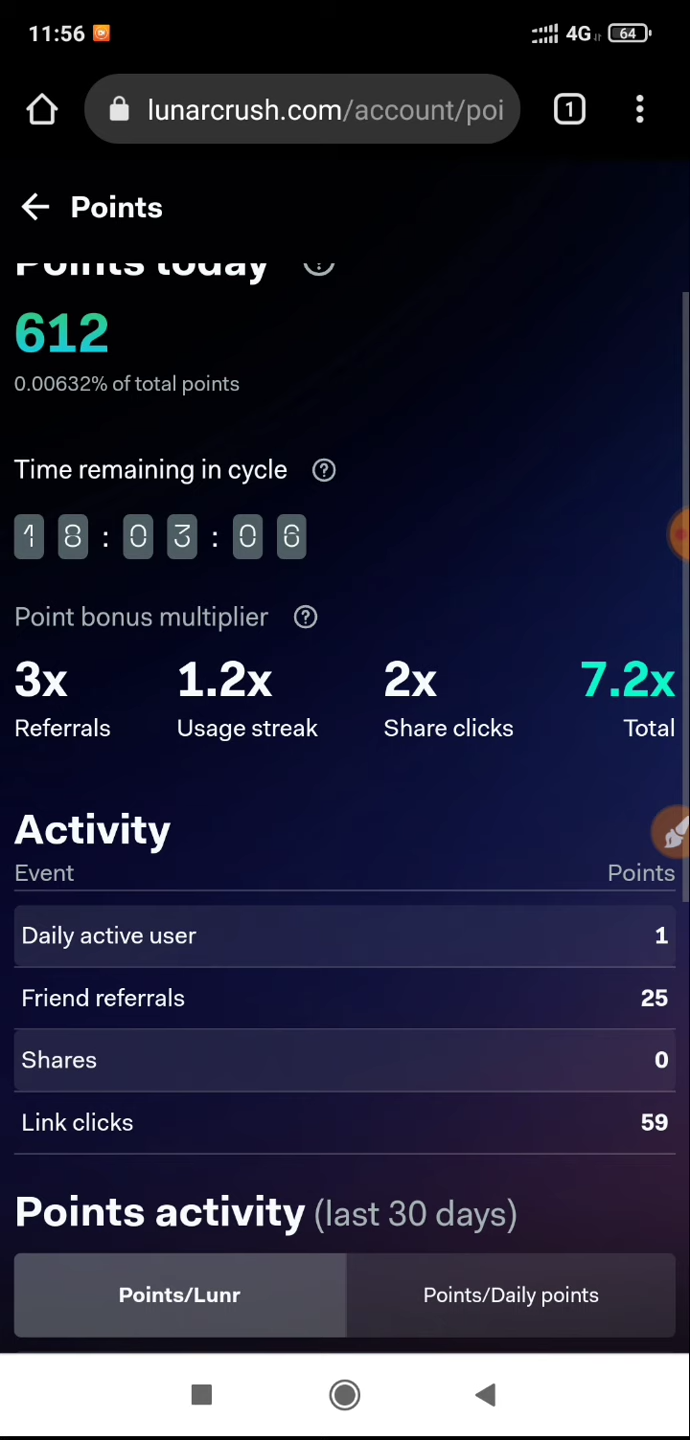 11:56 4G 64
lunarcrush.com/account/poi 1
Points
Points today
612
0.00632% of total points
Time remaining in cycle ?
18:03:06
Point bonus multiplier ?
3x 1.2x 2x 7.2x
Referrals Usage streak Share clicks Total
Activity
Event Points
Daily active user 1
Friend referrals 25
Shares 0
Link clicks 59
Points activity (last 30 days)
Points/Lunr Points/Daily points